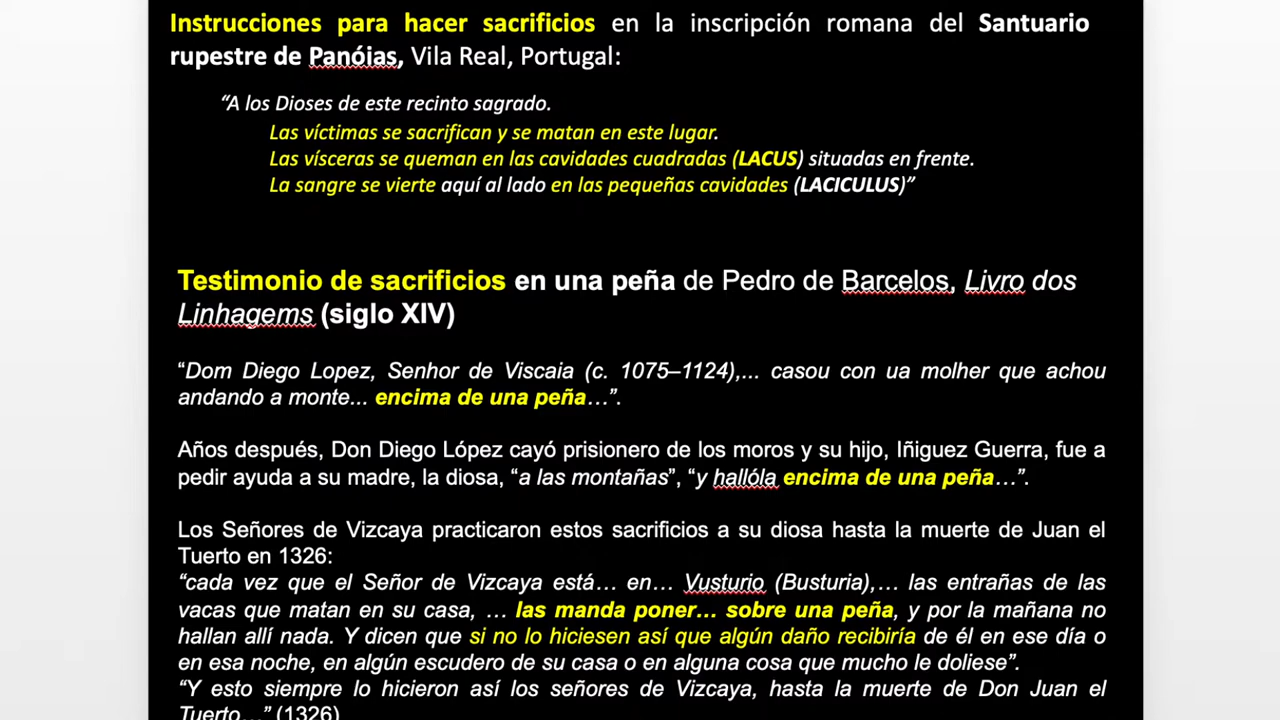 Instrucciones para hacer sacrificios en la inscripción romana del Santuario
rupestre de Panóias, Vila Real, Portugal:
“A los Dioses de este recinto sagrado.
Las víctimas se sacrifican y se matan en este lugar.
Las vísceras se queman en las cavidades cuadradas (LACUS) situadas en frente.
La sangre se vierte aquí al lado en las pequeñas cavidades (LACICULUS)”
Testimonio de sacrificios en una peña de Pedro de Barcelos, Livro dos
Linhagems (siglo XIV)
“Dom Diego Lopez, Senhor de Viscaia (c. 1075–1124),... casou con ua molher que achou
andando a monte... encima de una peña…”.
Años después, Don Diego López cayó prisionero de los moros y su hijo, Iñiguez Guerra, fue a
pedir ayuda a su madre, la diosa, “a las montañas”, “y hallóla encima de una peña…”.
Los Señores de Vizcaya practicaron estos sacrificios a su diosa hasta la muerte de Juan el
Tuerto en 1326:
“cada vez que el Señor de Vizcaya está… en… Vusturio (Busturia),… las entrañas de las
vacas que matan en su casa, … las manda poner… sobre una peña, y por la mañana no
hallan allí nada. Y dicen que si no lo hiciesen así que algún daño recibiría de él en ese día o
en esa noche, en algún escudero de su casa o en alguna cosa que mucho le doliese”.
“Y esto siempre lo hicieron así los señores de Vizcaya, hasta la muerte de Don Juan el
Tuerto…” (1326)